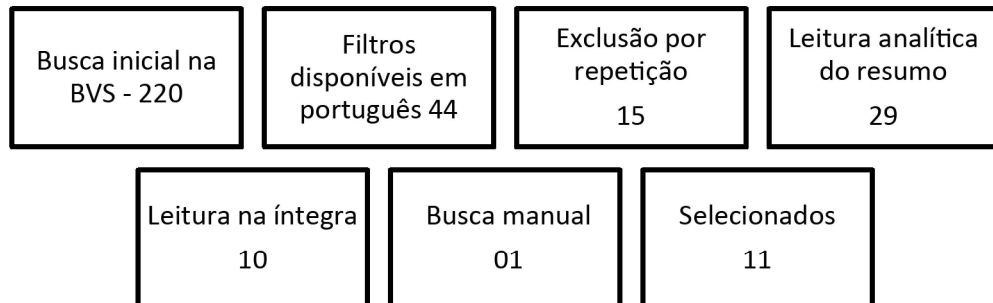 Busca inicial na
BVS - 220
Filtros
disponíveis em
português 44
Exclusão por
repetição
15
Leitura analítica
do resumo
29
Leitura na íntegra
10
Busca manual
01
Selecionados
11